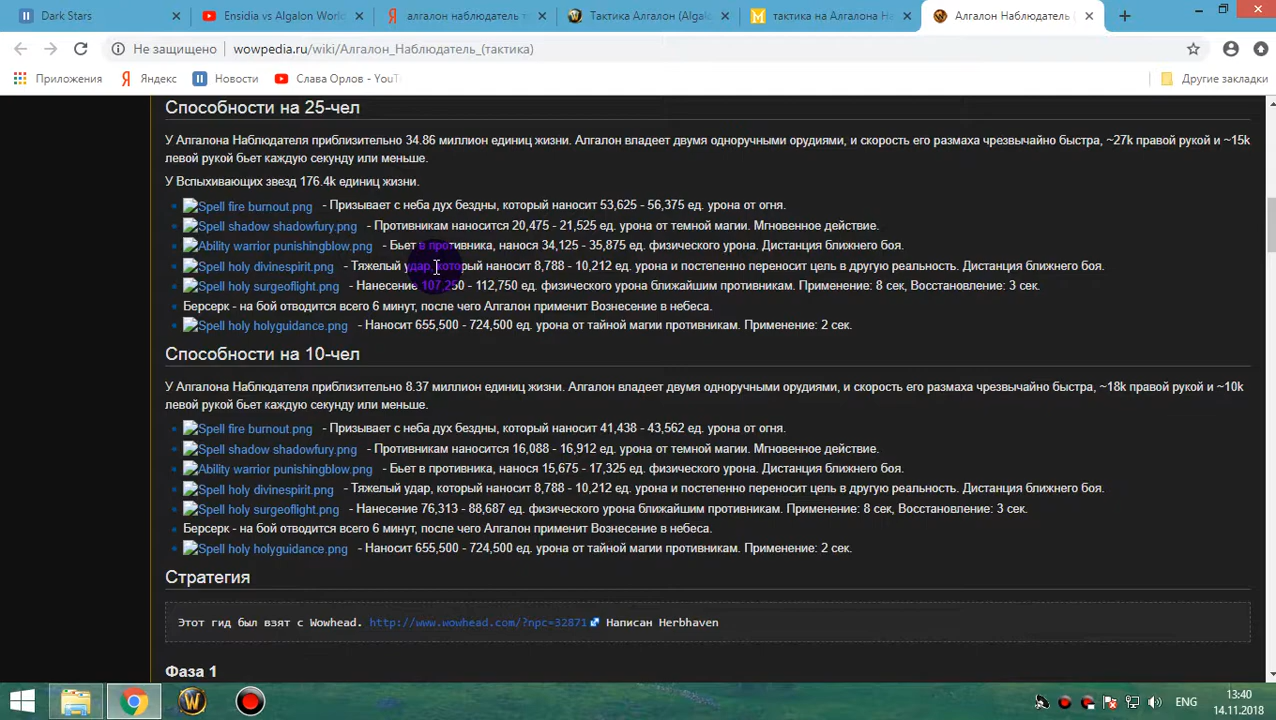 Dark Stars
Ensidia vs Algalon World
алгалон наблюдатель т
Тактика Алгалон (Algal
тактика на Алгалона На
Алгалон Наблюдатель (
Не защищено
wowpedia.ru/wiki/Алгалон_Наблюдатель_(тактика)
Приложения
Яндекс
Новости
Слава Орлов - YouT
Другие закладки
Способности на 25-чел
У Алгалона Наблюдателя приблизительно 34.86 миллион единиц жизни. Алгалон владеет двумя одноручными орудиями, и скорость его размаха чрезвычайно быстра, ~27k правой рукой и ~15k
левой рукой бьет каждую секунду или меньше.
У Вспыхивающих звезд 176.4k единиц жизни.
Spell fire burnout.png - Призывает с неба дух бездны, который наносит 53,625 - 56,375 ед. урона от огня.
Spell shadow shadowfury.png - Противникам наносится 20,475 - 21,525 ед. урона от темной магии. Мгновенное действие.
Ability warrior punishingblow.png - Бьет в противника, нанося 34,125 - 35,875 ед. физического урона. Дистанция ближнего боя.
Spell holy divinespirit.png - Тяжелый удар, который наносит 8,788 - 10,212 ед. урона и постепенно переносит цель в другую реальность. Дистанция ближнего боя.
Spell holy surgeoflight.png - Нанесение 107,250 - 112,750 ед. физического урона ближайшим противникам. Применение: 8 сек, Восстановление: 3 сек.
Берсерк - на бой отводится всего 6 минут, после чего Алгалон применит Вознесение в небеса.
Spell holy holyguidance.png - Наносит 655,500 - 724,500 ед. урона от тайной магии противникам. Применение: 2 сек.
Способности на 10-чел
У Алгалона Наблюдателя приблизительно 8.37 миллион единиц жизни. Алгалон владеет двумя одноручными орудиями, и скорость его размаха чрезвычайно быстра, ~18k правой рукой и ~10k
левой рукой бьет каждую секунду или меньше.
Spell fire burnout.png - Призывает с неба дух бездны, который наносит 41,438 - 43,562 ед. урона от огня.
Spell shadow shadowfury.png - Противникам наносится 16,088 - 16,912 ед. урона от темной магии. Мгновенное действие.
Ability warrior punishingblow.png - Бьет в противника, нанося 15,675 - 17,325 ед. физического урона. Дистанция ближнего боя.
Spell holy divinespirit.png - Тяжелый удар, который наносит 8,788 - 10,212 ед. урона и постепенно переносит цель в другую реальность. Дистанция ближнего боя.
Spell holy surgeoflight.png - Нанесение 76,313 - 88,687 ед. физического урона ближайшим противникам. Применение: 8 сек, Восстановление: 3 сек.
Берсерк - на бой отводится всего 6 минут, после чего Алгалон применит Вознесение в небеса.
Spell holy holyguidance.png - Наносит 655,500 - 724,500 ед. урона от тайной магии противникам. Применение: 2 сек.
Стратегия
Этот гид был взят с Wowhead. http://www.wowhead.com/?npc=32871 Написан Herbhaven
Фаза 1
ENG
13:40
14.11.2018